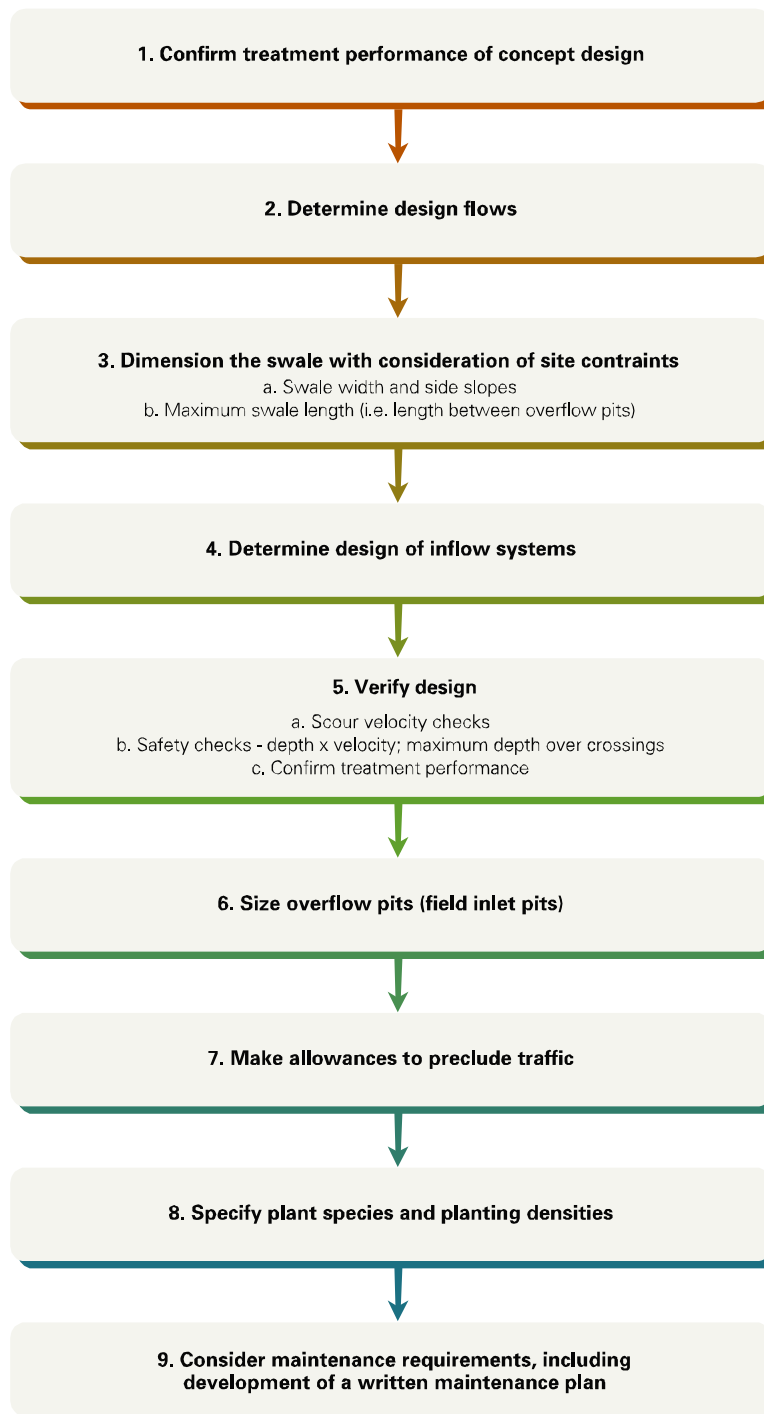 1. Confirm treatment performance of concept design
2. Determine design flows
3. Dimension the swale with consideration of site contraints
a. Swale width and side slopes
b. Maximum swale length (i.e. length between overflow pits)
4. Determine design of inflow systems
5. Verify design
a. Scour velocity checks
b. Safety checks - depth x velocity; maximum depth over crossings
c. Confirm treatment performance
6. Size overflow pits (field inlet pits)
7. Make allowances to preclude traffic
8. Specify plant species and planting densities
9. Consider maintenance requirements, including
development of a written maintenance plan